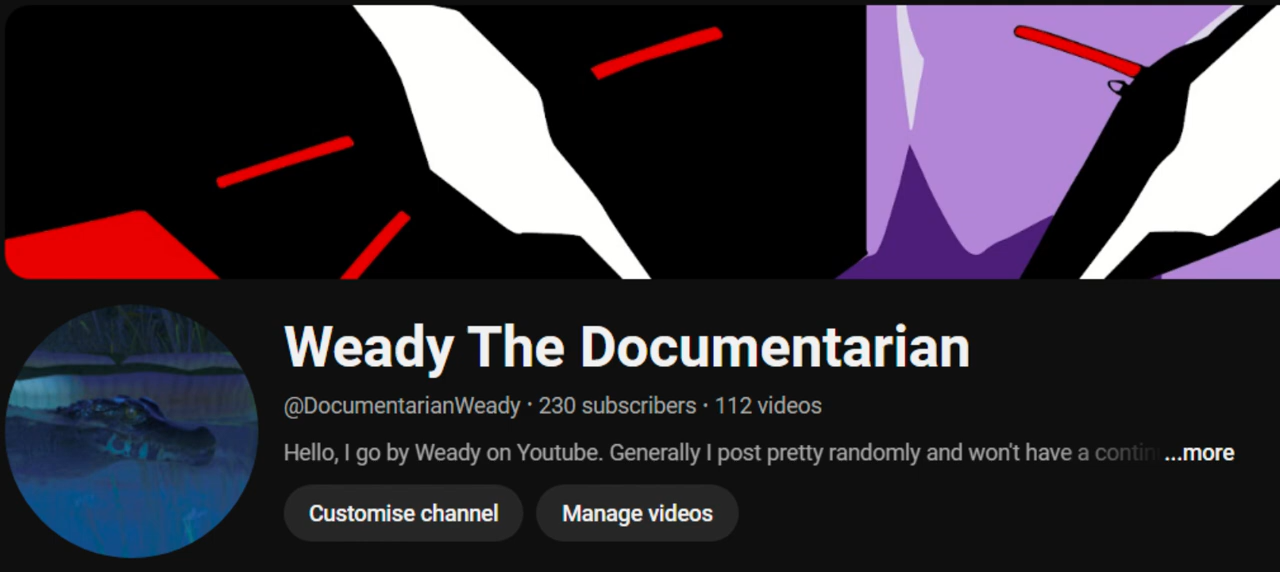 Weady The Documentarian
@DocumentarianWeady · 230 subscribers · 112 videos
Hello, I go by Weady on Youtube. Generally I post pretty randomly and won't have a contin ...more
Customise channel Manage videos